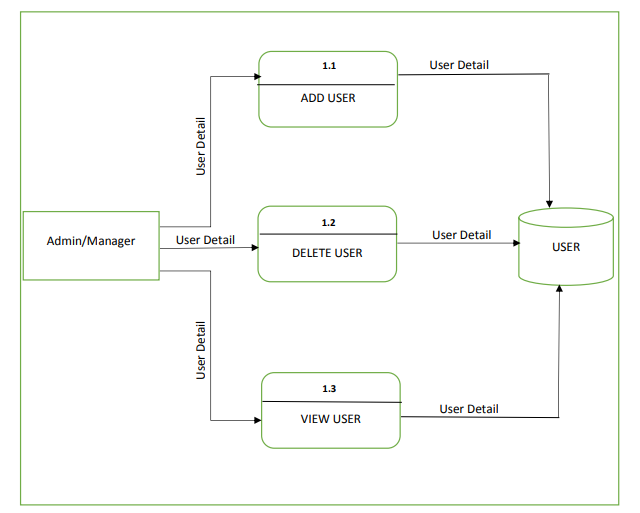 1.1
User Detail
ADD USER
User Detail
1.2
Admin/Manager
User Detail
User Detail
USER
DELETE USER
User Detail
1.3
User Detail
VIEW USER